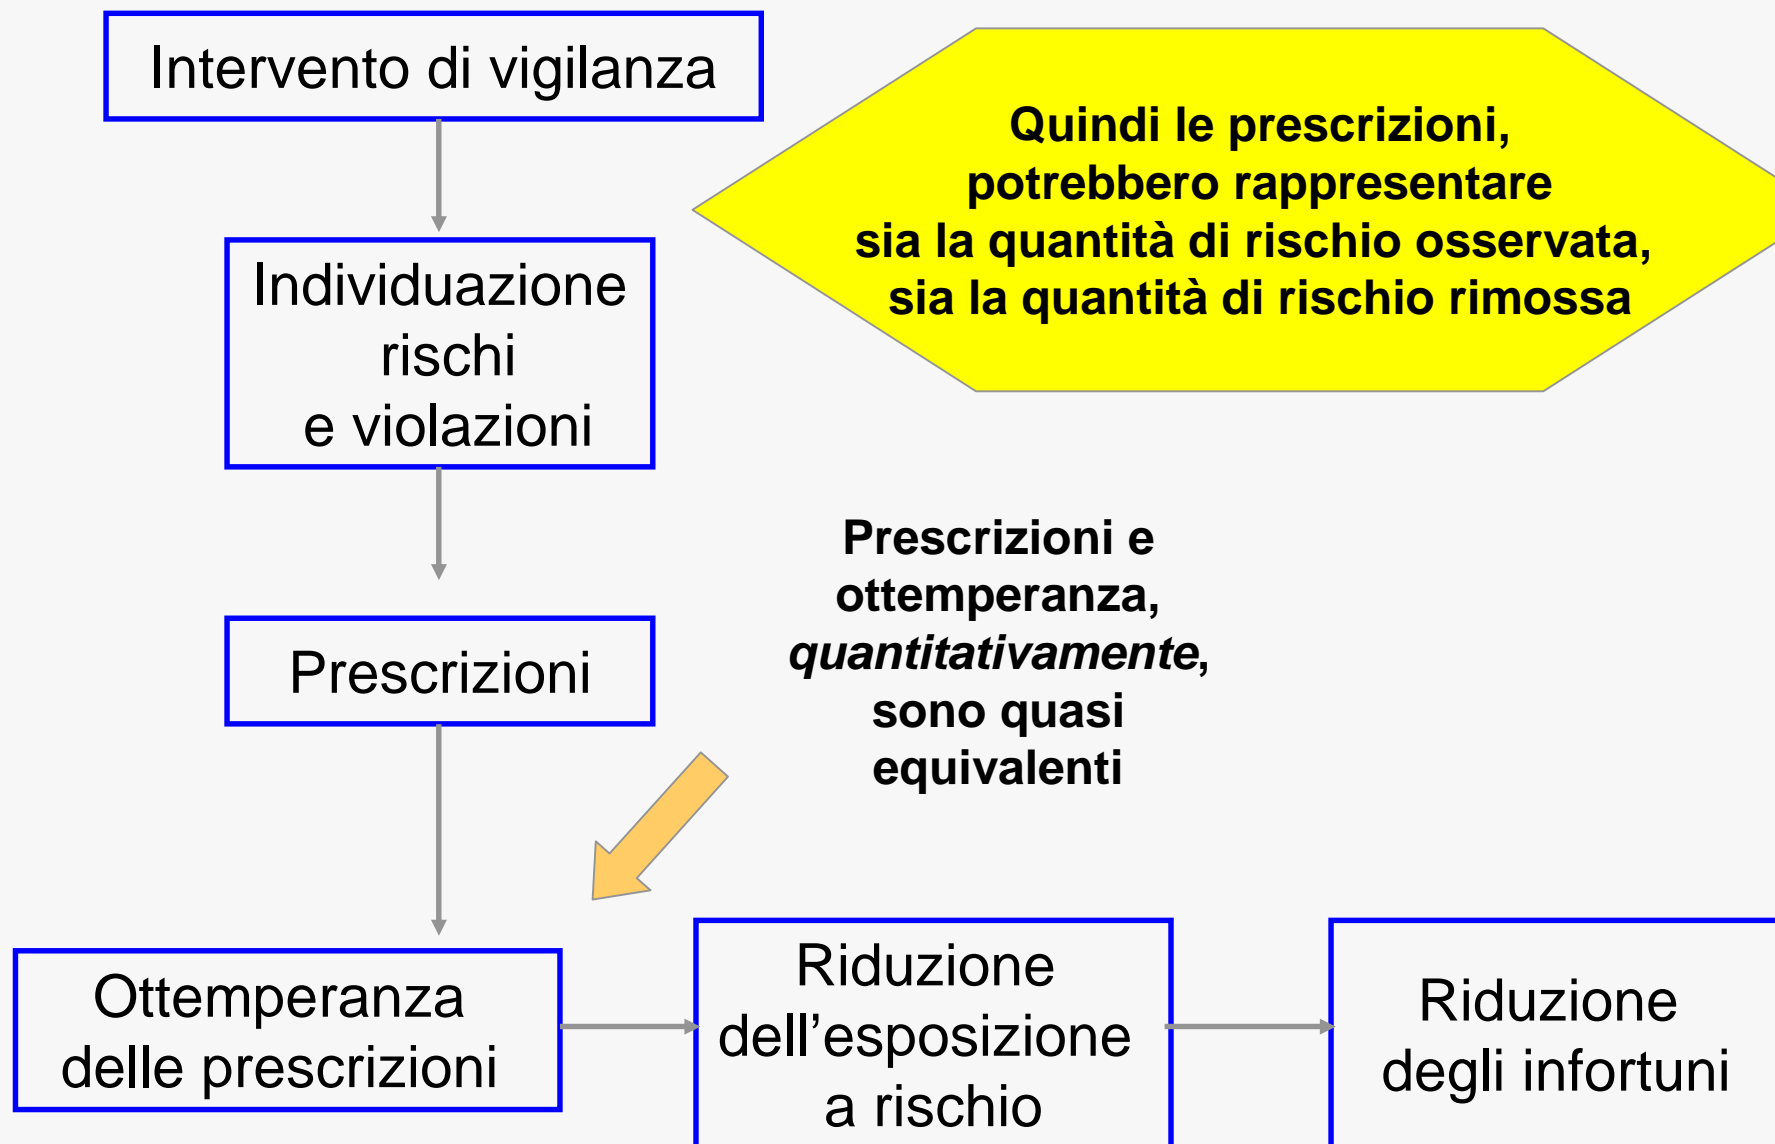 Intervento di vigilanza
Quindi le prescrizioni,
potrebbero rappresentare
sia la quantità di rischio osservata,
sia la quantità di rischio rimossa
Individuazione
rischi
e violazioni
Prescrizioni e
ottemperanza,
quantitativamente,
sono quasi
equivalenti
Prescrizioni
Ottemperanza
delle prescrizioni
Riduzione
dell’esposizione
a rischio
Riduzione
degli infortuni